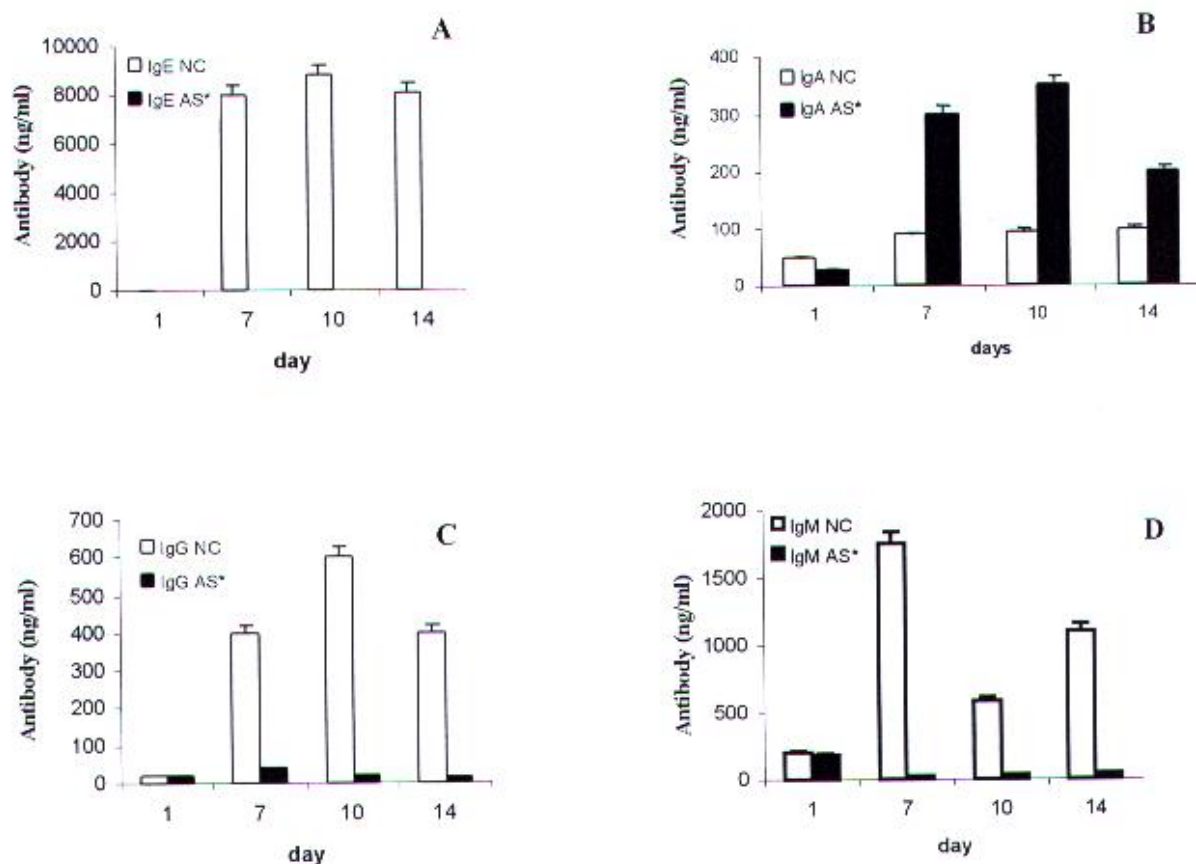 A
10000
8000
6000
4000
2000
0
IgE NC
IgE AS*
Antibody (ng/ml)
1 7 10 14
day
B
400
300
200
100
0
IgA NC
IgA AS*
Antibody (ng/ml)
1 7 10 14
days
C
700
600
500
400
300
200
100
0
IgG NC
IgG AS*
Antibody (ng/ml)
1 7 10 14
day
D
2000
1500
1000
500
0
IgM NC
IgM AS*
Antibody (ng/ml)
1 7 10 14
day